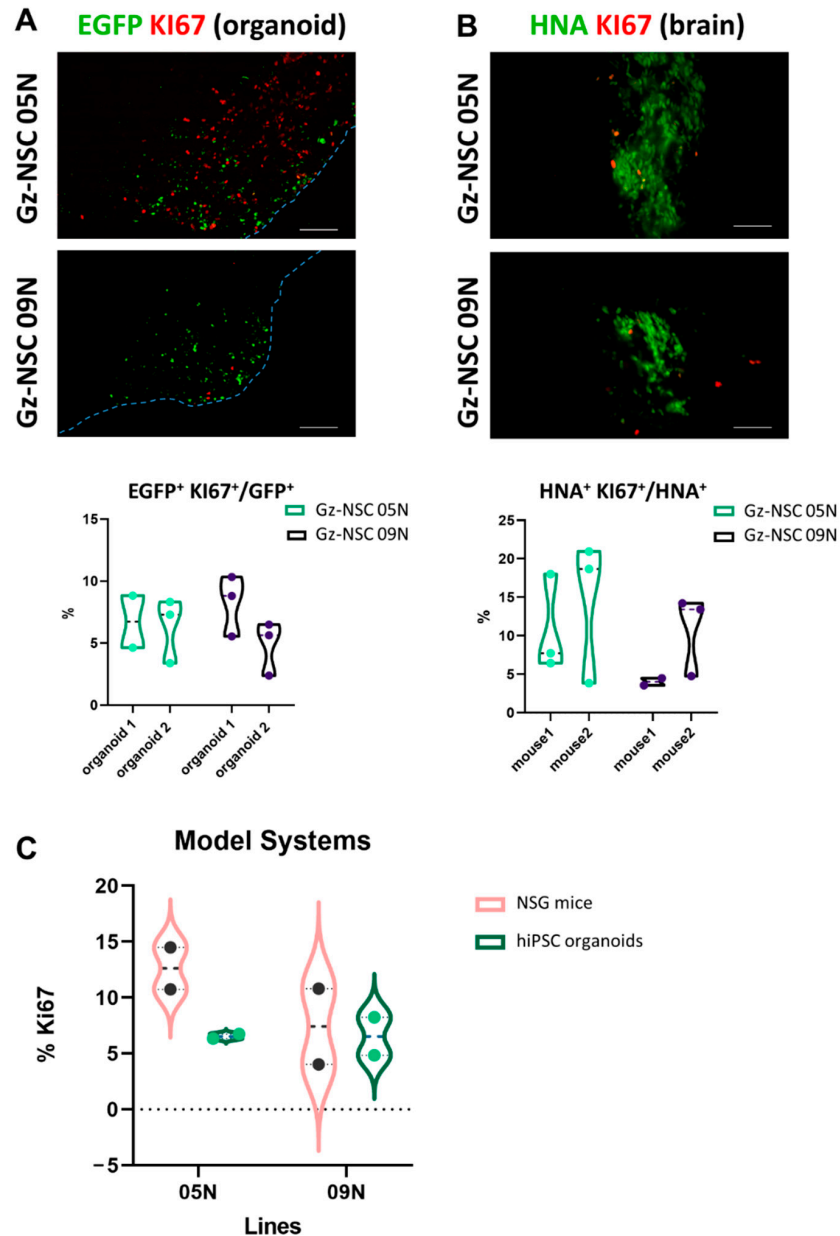 A
EGFP KI67 (organoid)
Gz-NSC 05N
Gz-NSC 09N
EGFP⁺ KI67⁺/GFP⁺
Gz-NSC 05N
Gz-NSC 09N
15
10
5
0
%
organoid 1
organoid 2
organoid 1
organoid 2
B
HNA KI67 (brain)
Gz-NSC 05N
Gz-NSC 09N
HNA⁺ KI67⁺/HNA⁺
Gz-NSC 05N
Gz-NSC 09N
25
20
15
10
5
0
%
mouse1
mouse2
mouse1
mouse2
C
Model Systems
20
15
10
5
0
−5
% Ki67
05N
09N
Lines
NSG mice
hiPSC organoids